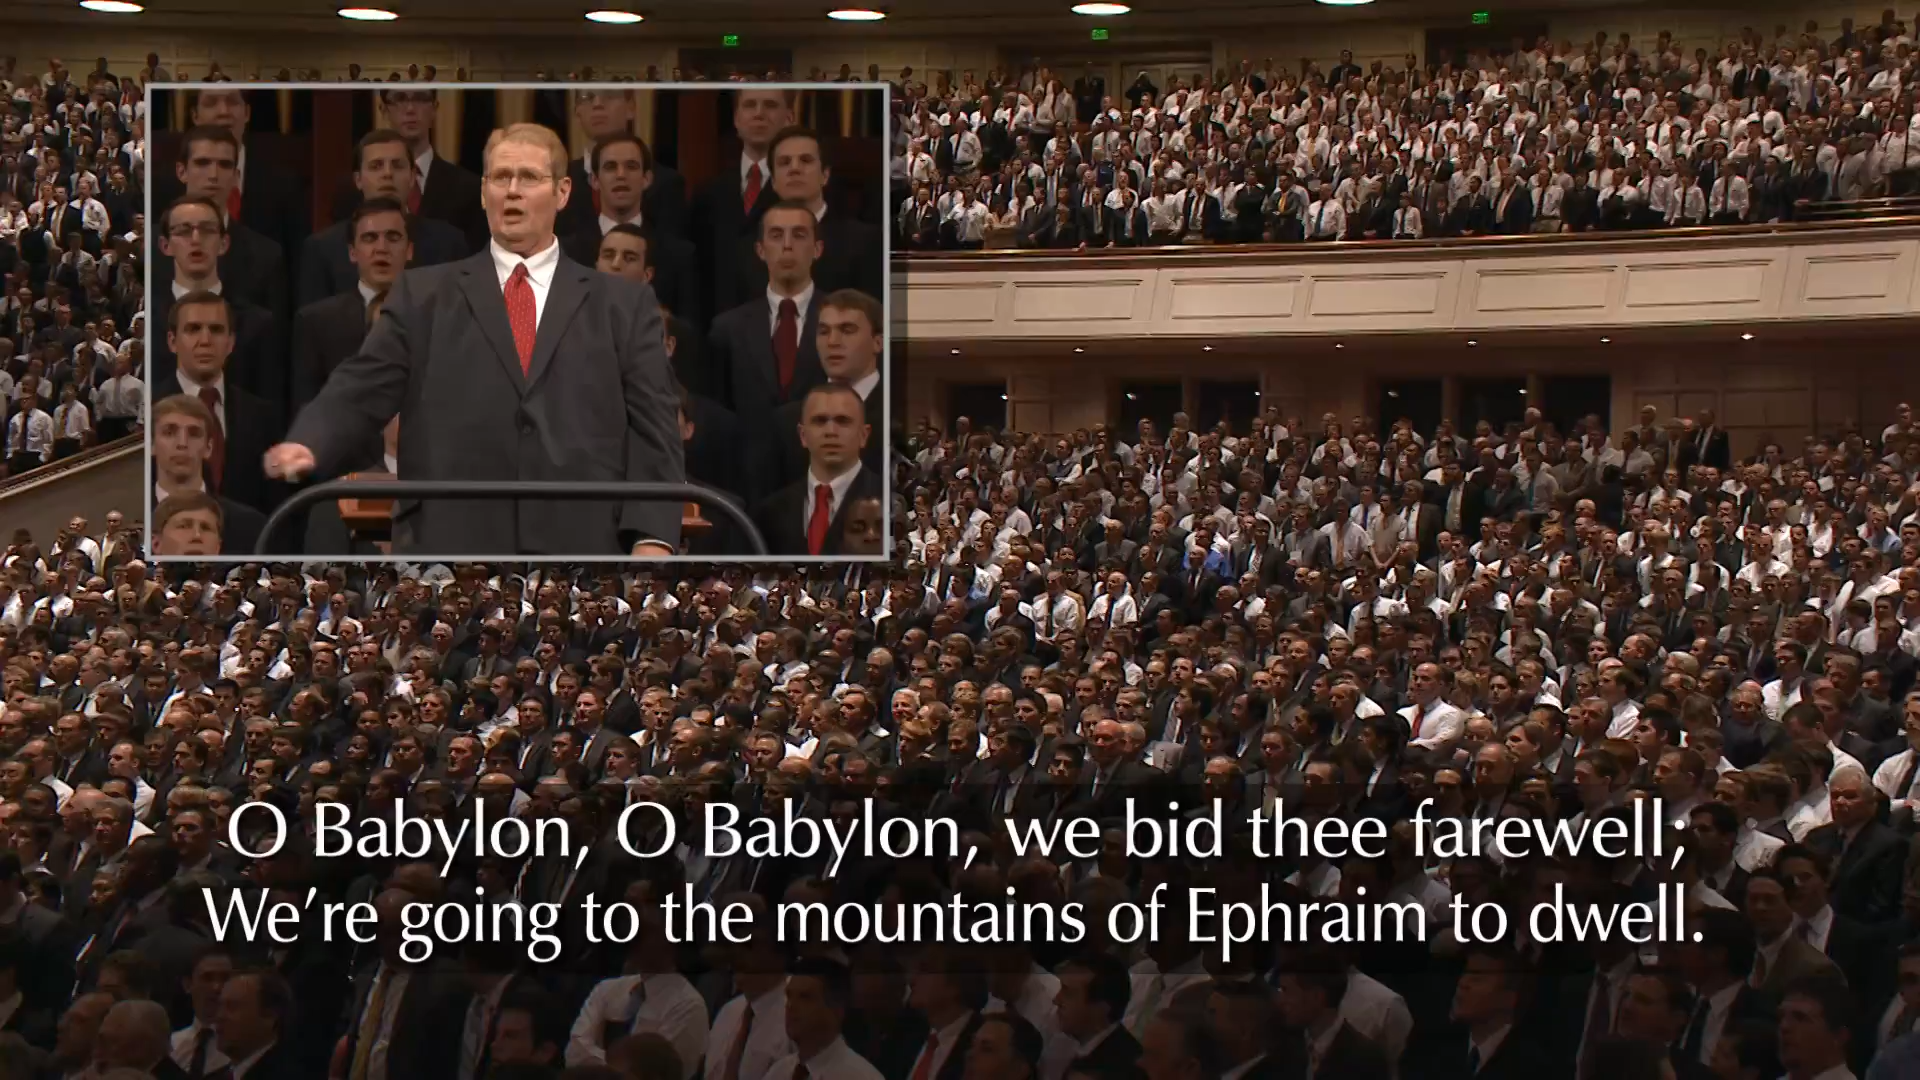 O Babylon, O Babylon, we bid thee farewell;
We’re going to the mountains of Ephraim to dwell.